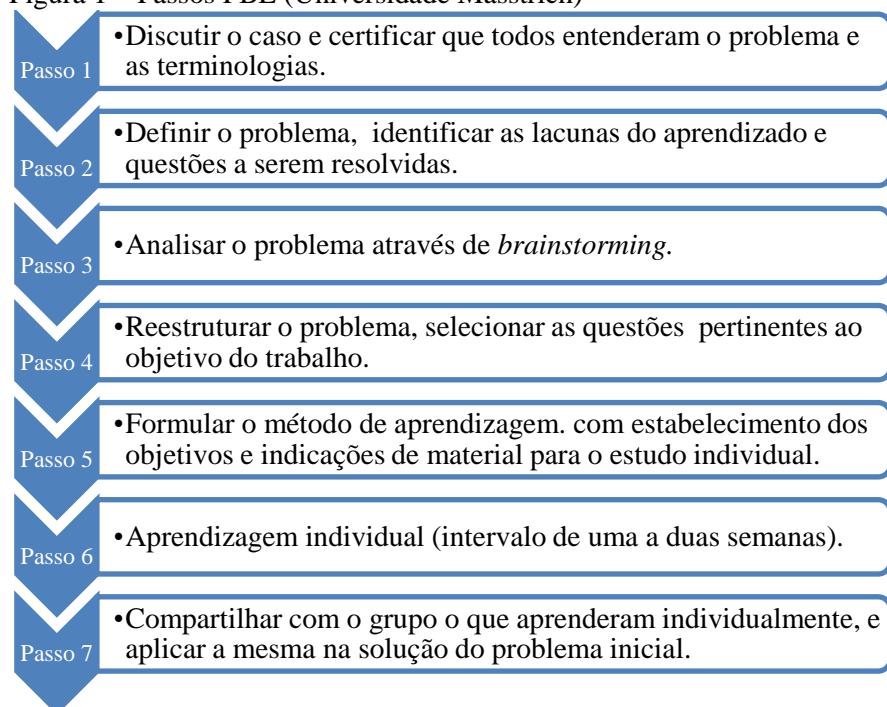 Figura 1 – Passos PBL (Universidade Masstrich)
Passo 1
•Discutir o caso e certificar que todos entenderam o problema e
as terminologias.
Passo 2
•Definir o problema, identificar as lacunas do aprendizado e
questões a serem resolvidas.
Passo 3
•Analisar o problema através de brainstorming.
Passo 4
•Reestruturar o problema, selecionar as questões pertinentes ao
objetivo do trabalho.
Passo 5
•Formular o método de aprendizagem. com estabelecimento dos
objetivos e indicações de material para o estudo individual.
Passo 6
•Aprendizagem individual (intervalo de uma a duas semanas).
Passo 7
•Compartilhar com o grupo o que aprenderam individualmente, e
aplicar a mesma na solução do problema inicial.